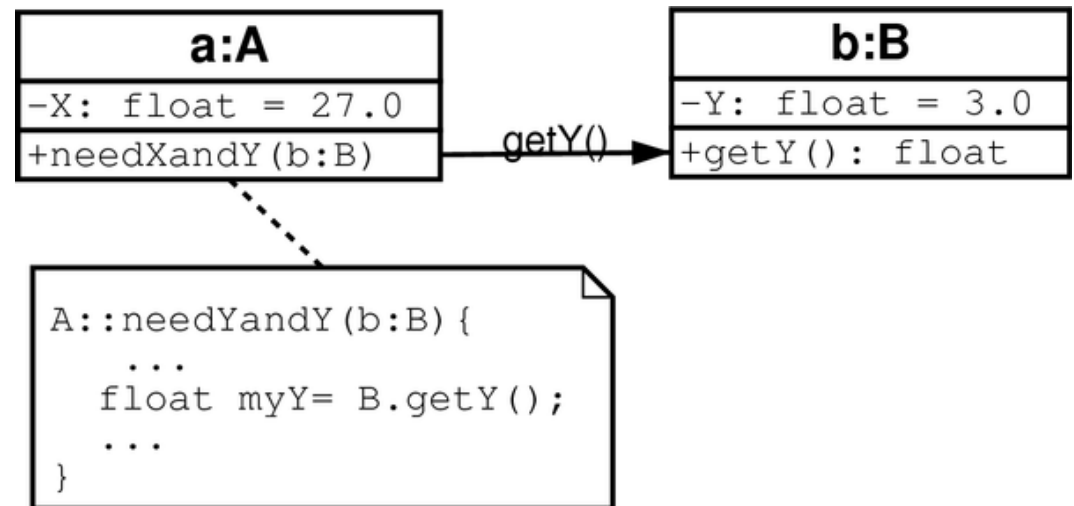 a:A
-X: float = 27.0
+needXandY(b:B)
getY()
b:B
-Y: float = 3.0
+getY(): float
A::needYandY(b:B){
...
float myY= B.getY();
...
}